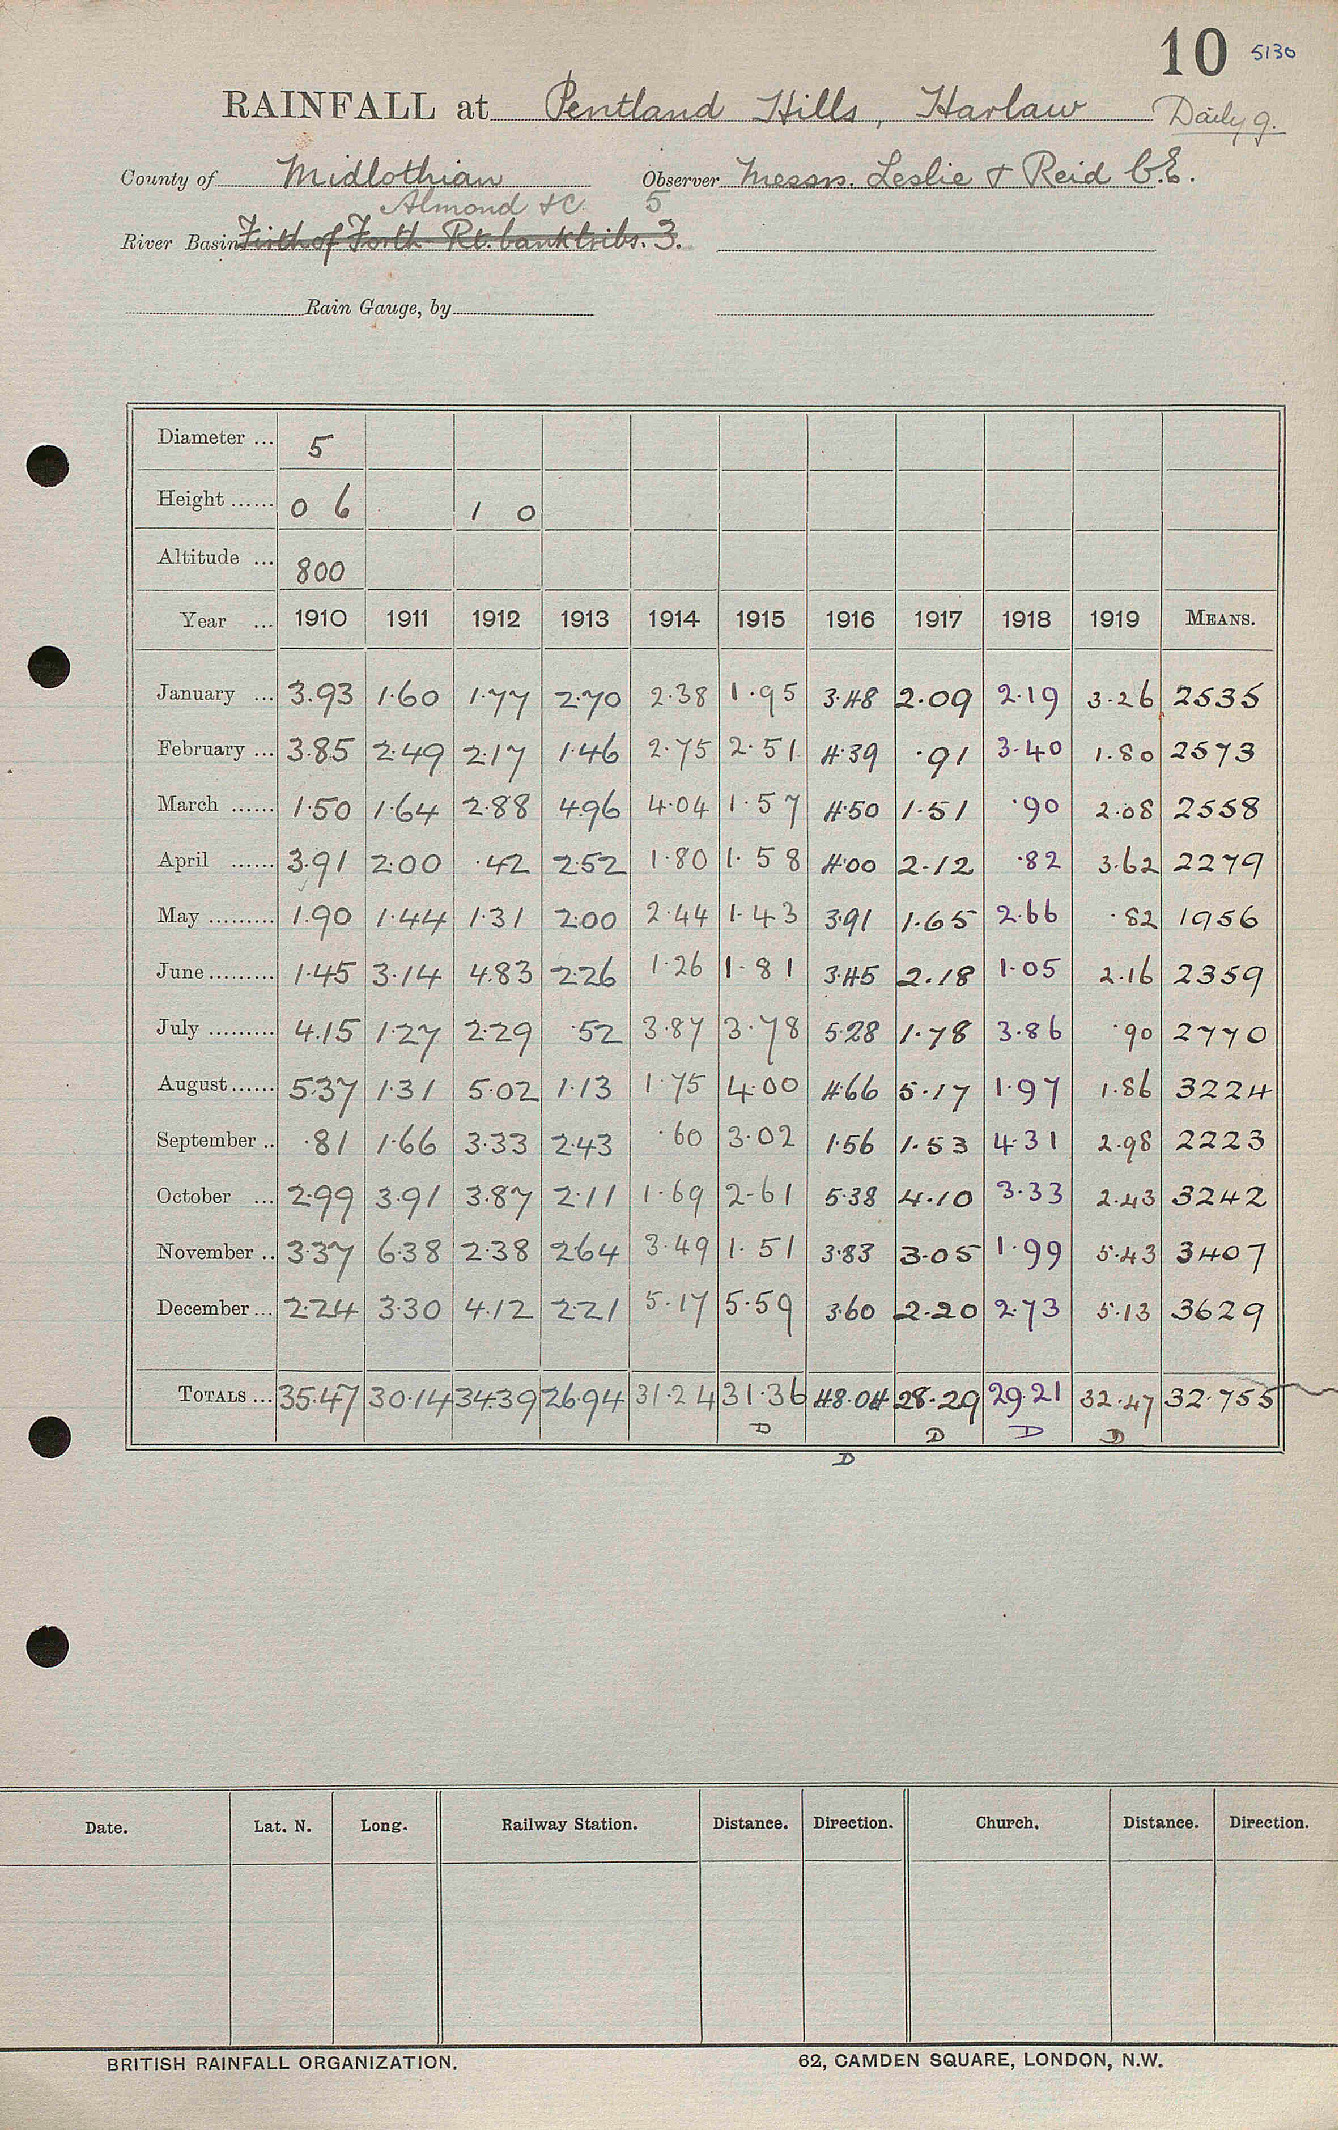 10 5130
RAINFALL at Pentland Hills, Harlaw Daily g.
County of Midlothian Observer Messrs. Leslie & Reid C.E.
Almond &c. 5
River Basin Firth of Forth Rt. bank tribs. 3.
Rain Gauge, by
Diameter ... 5
Height ...... 0 6 1 0
Altitude ... 800
Year ... 1910 1911 1912 1913 1914 1915 1916 1917 1918 1919 MEANS.
January ... 3.93 1.60 1.77 2.70 2.38 1.95 3.48 2.09 2.19 3.26 2535
February ... 3.85 2.49 2.17 1.46 2.75 2.51 4.39 .91 3.40 1.80 2573
March ...... 1.50 1.64 2.88 4.96 4.04 1.57 4.50 1.51 .90 2.08 2558
April ...... 3.91 2.00 .42 2.52 1.80 1.58 4.00 2.12 .82 3.62 2279
May ......... 1.90 1.44 1.31 2.00 2.44 1.43 3.91 1.65 2.66 .82 1956
June ......... 1.45 3.14 4.83 2.26 1.26 1.81 3.45 2.18 1.05 2.16 2359
July ......... 4.15 1.27 2.29 .52 3.87 3.78 5.28 1.78 3.86 .90 2770
August ...... 5.37 1.31 5.02 1.13 1.75 4.00 4.66 5.17 1.97 1.86 3224
September .. .81 1.66 3.33 2.43 .60 3.02 1.56 1.53 4.31 2.98 2223
October ... 2.99 3.91 3.87 2.11 1.69 2.61 5.38 4.10 3.33 2.43 3242
November .. 3.37 6.38 2.38 2.64 3.49 1.51 3.83 3.05 1.99 5.43 3407
December ... 2.24 3.30 4.12 2.21 5.17 5.59 3.60 2.20 2.73 5.13 3629
TOTALS ... 35.47 30.14 34.39 26.94 31.24 31.36 48.04 28.29 29.21 32.47 32.755
D D D D
D
Date. Lat. N. Long. Railway Station. Distance. Direction. Church. Distance. Direction.
BRITISH RAINFALL ORGANIZATION. 62, CAMDEN SQUARE, LONDON, N.W.